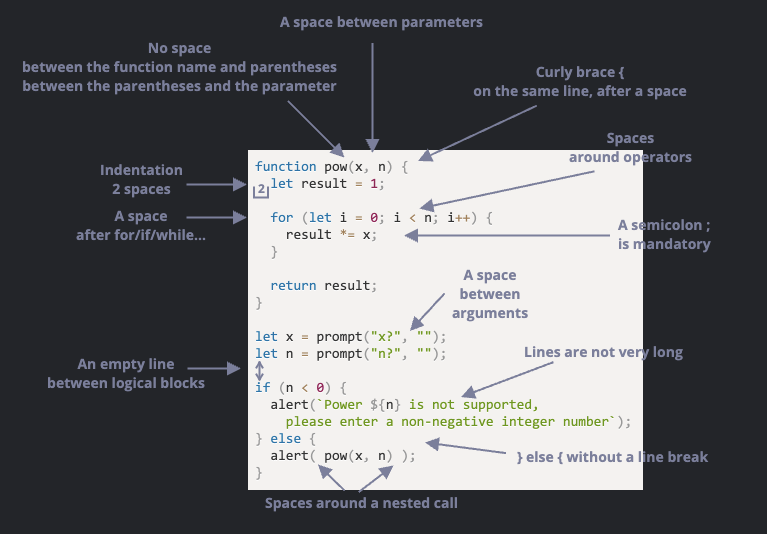 A space between parameters
No space
between the function name and parentheses
between the parentheses and the parameter
Curly brace {
on the same line, after a space
Spaces
around operators
Indentation
2 spaces
A space
after for/if/while...
A semicolon ;
is mandatory
A space
between
arguments
An empty line
between logical blocks
Lines are not very long
} else { without a line break
Spaces around a nested call
function pow(x, n) {
2
  let result = 1;

  for (let i = 0; i < n; i++) {
    result *= x;
  }

  return result;
}

let x = prompt("x?", "");
let n = prompt("n?", "");

if (n < 0) {
  alert(`Power ${n} is not supported,
    please enter a non-negative integer number`);
} else {
  alert( pow(x, n) );
}